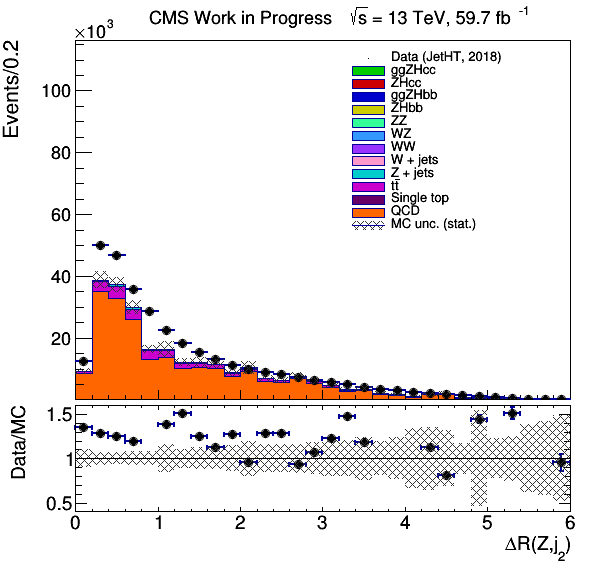 CMS Work in Progress √s = 13 TeV, 59.7 fb⁻¹
×10³
Events/0.2
100
80
60
40
20
Data (JetHT, 2018)
ggZHcc
ZHcc
ggZHbb
ZHbb
ZZ
WZ
WW
W + jets
Z + jets
tt̄
Single top
QCD
MC unc. (stat.)
Data/MC
1.5
1
0.5
0 1 2 3 4 5 6
ΔR(Z,j₂)